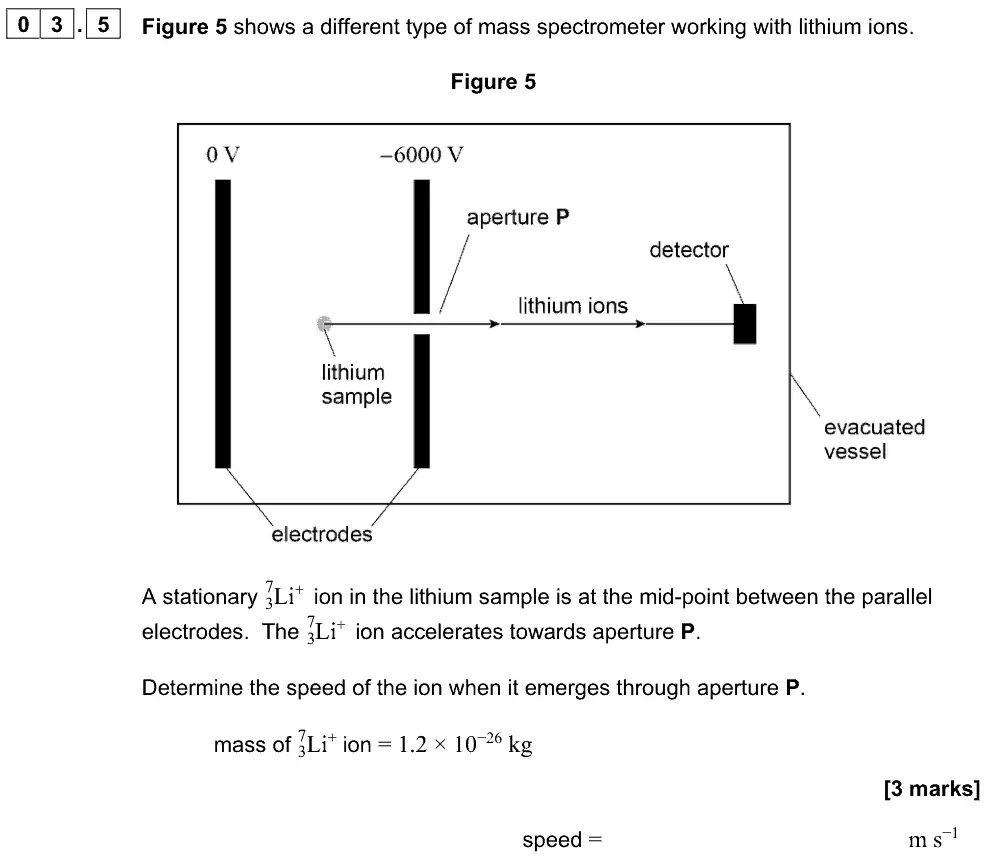 03.5 Figure 5 shows a different type of mass spectrometer working with lithium ions.
Figure 5
0 V
−6000 V
aperture P
detector
lithium ions
lithium
sample
evacuated
vessel
electrodes
A stationary ⁷₃Li⁺ ion in the lithium sample is at the mid-point between the parallel
electrodes. The ⁷₃Li⁺ ion accelerates towards aperture P.
Determine the speed of the ion when it emerges through aperture P.
mass of ⁷₃Li⁺ ion = 1.2 × 10⁻²⁶ kg
[3 marks]
speed = m s⁻¹